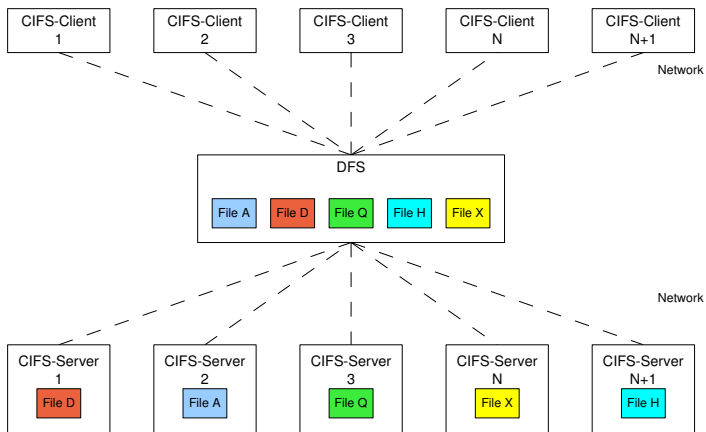 CIFS-Client
1
CIFS-Client
2
CIFS-Client
3
CIFS-Client
N
CIFS-Client
N+1
Network
DFS
File A
File D
File Q
File H
File X
Network
CIFS-Server
1
File D
CIFS-Server
2
File A
CIFS-Server
3
File Q
CIFS-Server
N
File X
CIFS-Server
N+1
File H